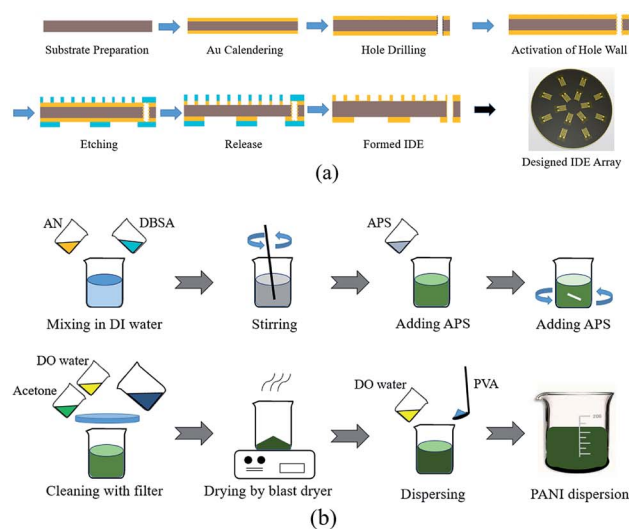 Substrate Preparation
Au Calendering
Hole Drilling
Activation of Hole Wall
Etching
Release
Formed IDE
Designed IDE Array
(a)
AN
DBSA
APS
Mixing in DI water
Stirring
Adding APS
Adding APS
DO water
Acetone
DO water
PVA
Cleaning with filter
Drying by blast dryer
Dispersing
PANI dispersion
(b)